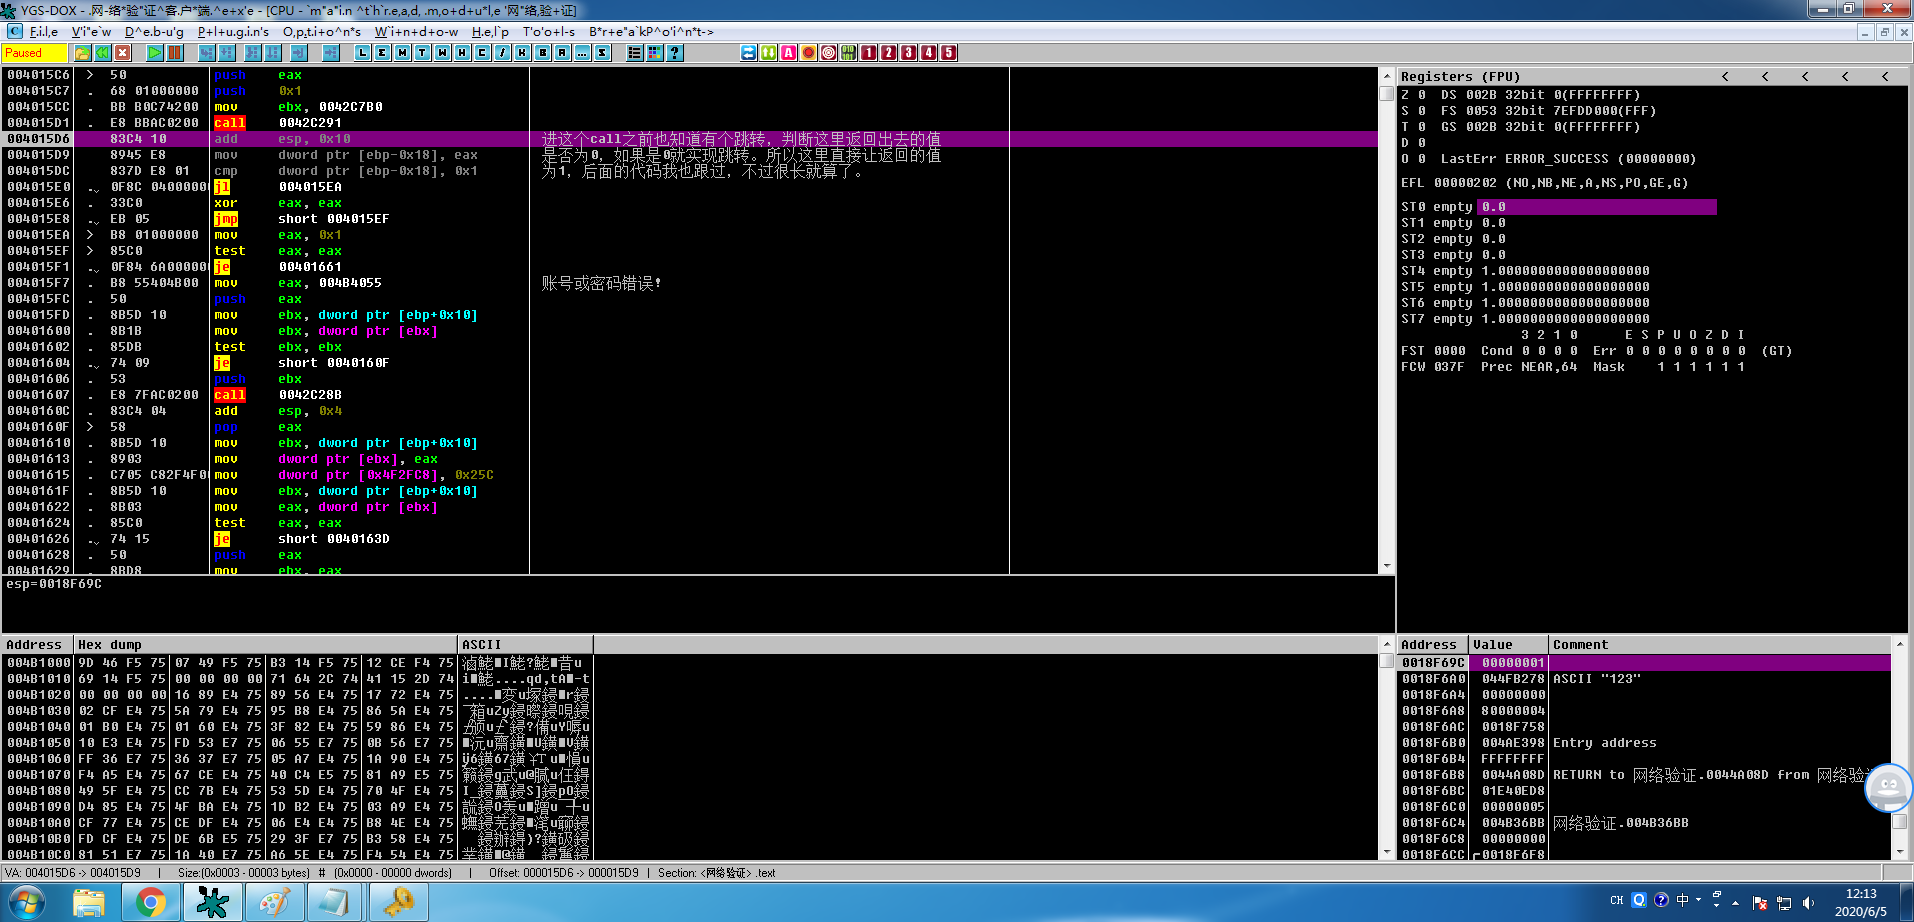 YGS-DOX - .网-络*验*证^客.户*端.^e+x'e - [CPU - `m^a^i.n ^t`h`r.e,a,d, .m,o+d+u*l,e '网"络,验+证]
F.i.l,e V'i"e`w D^e.b-u'g P+l+u.g.i.n's O,p,t.i+o^n*s W`i+n+d+o-w H.e,l`p T'o'o+l-s B*r+e"a`kP^o'i^n*t->
Paused L E M T W H C / K B R ... S ? A 1 2 3 4 5
004015C6 > 50 push eax
004015C7 . 68 01000000 push 0x1
004015CC . BB B0C74200 mov ebx, 0042C7B0
004015D1 . E8 BBAC0200 call 0042C291
004015D6 83C4 10 add esp, 0x10 进这个call之前也知道有个跳转，判断这里返回出去的值
004015D9 8945 E8 mov dword ptr [ebp-0x18], eax 是否为0，如果是0就实现跳转。所以这里直接让返回的值
004015DC 837D E8 01 cmp dword ptr [ebp-0x18], 0x1 为1，后面的代码我也跟过，不过很长就算了。
004015E0 . 0F8C 0400000 jl 004015EA
004015E6 . 33C0 xor eax, eax
004015E8 . EB 05 jmp short 004015EF
004015EA > B8 01000000 mov eax, 0x1
004015EF > 85C0 test eax, eax
004015F1 . 0F84 6A00000 je 00401661
004015F7 . B8 55404B00 mov eax, 004B4055 账号或密码错误!
004015FC . 50 push eax
004015FD . 8B5D 10 mov ebx, dword ptr [ebp+0x10]
00401600 . 8B1B mov ebx, dword ptr [ebx]
00401602 . 85DB test ebx, ebx
00401604 . 74 09 je short 0040160F
00401606 . 53 push ebx
00401607 . E8 7FAC0200 call 0042C28B
0040160C . 83C4 04 add esp, 0x4
0040160F > 58 pop eax
00401610 . 8B5D 10 mov ebx, dword ptr [ebp+0x10]
00401613 . 8903 mov dword ptr [ebx], eax
00401615 . C705 C82F4F0 mov dword ptr [0x4F2FC8], 0x25C
0040161F . 8B5D 10 mov ebx, dword ptr [ebp+0x10]
00401622 . 8B03 mov eax, dword ptr [ebx]
00401624 . 85C0 test eax, eax
00401626 . 74 15 je short 0040163D
00401628 . 50 push eax
00401629 . 8BD8 mov ebx, eax
esp=0018F69C
Registers (FPU) < < < < <
Z 0 DS 002B 32bit 0(FFFFFFFF)
S 0 FS 0053 32bit 7EFDD000(FFF)
T 0 GS 002B 32bit 0(FFFFFFFF)
D 0
O 0 LastErr ERROR_SUCCESS (00000000)
EFL 00000202 (NO,NB,NE,A,NS,PO,GE,G)
ST0 empty 0.0
ST1 empty 0.0
ST2 empty 0.0
ST3 empty 0.0
ST4 empty 1.0000000000000000000
ST5 empty 1.0000000000000000000
ST6 empty 1.0000000000000000000
ST7 empty 1.0000000000000000000
3 2 1 0 E S P U O Z D I
FST 0000 Cond 0 0 0 0 Err 0 0 0 0 0 0 0 0 (GT)
FCW 037F Prec NEAR,64 Mask 1 1 1 1 1 1
Address Hex dump ASCII
004B1000 9D 46 F5 75 07 49 F5 75 B3 14 F5 75 12 CE F4 75
004B1010 69 14 F5 75 00 00 00 00 71 64 2C 74 41 15 2D 74
004B1020 00 00 00 00 16 89 E4 75 89 56 E4 75 17 72 E4 75
004B1030 02 CF E4 75 5A 79 E4 75 95 B8 E4 75 86 5A E4 75
004B1040 01 B0 E4 75 01 60 E4 75 3F 82 E4 75 59 86 E4 75
004B1050 10 E3 E4 75 FD 53 E7 75 06 55 E7 75 0B 56 E7 75
004B1060 FF 36 E7 75 36 37 E7 75 05 A7 E4 75 1A 90 E4 75
004B1070 F4 A5 E4 75 67 CE E4 75 40 C4 E5 75 81 A9 E5 75
004B1080 49 5F E4 75 CC 7B E4 75 53 5D E4 75 70 4F E4 75
004B1090 D4 85 E4 75 4F BA E4 75 1D B2 E4 75 03 A9 E4 75
004B10A0 CF 77 E4 75 CE DF E4 75 06 E4 E4 75 B8 4E E4 75
004B10B0 FD CF E4 75 DE 6B E5 75 29 3F E7 75 B3 58 E4 75
004B10C0 81 51 E7 75 1A 40 E7 75 A6 5E E4 75 F4 54 E4 75
Address Value Comment
0018F69C 00000001
0018F6A0 044FB278 ASCII "123"
0018F6A4 00000000
0018F6A8 80000004
0018F6AC 0018F758
0018F6B0 004AE398 Entry address
0018F6B4 FFFFFFFF
0018F6B8 0044A08D RETURN to 网络验证.0044A08D from 网络验
0018F6BC 01E40ED8
0018F6C0 00000005
0018F6C4 004B36BB 网络验证.004B36BB
0018F6C8 00000000
0018F6CC 0018F6F8
VA: 004015D6 -> 004015D9 | Size:(0x0003 - 00003 bytes) # (0x0000 - 00000 dwords) | Offset: 000015D6 -> 000015D9 | Section: <网络验证> .text
CH 中 12:13
2020/6/5